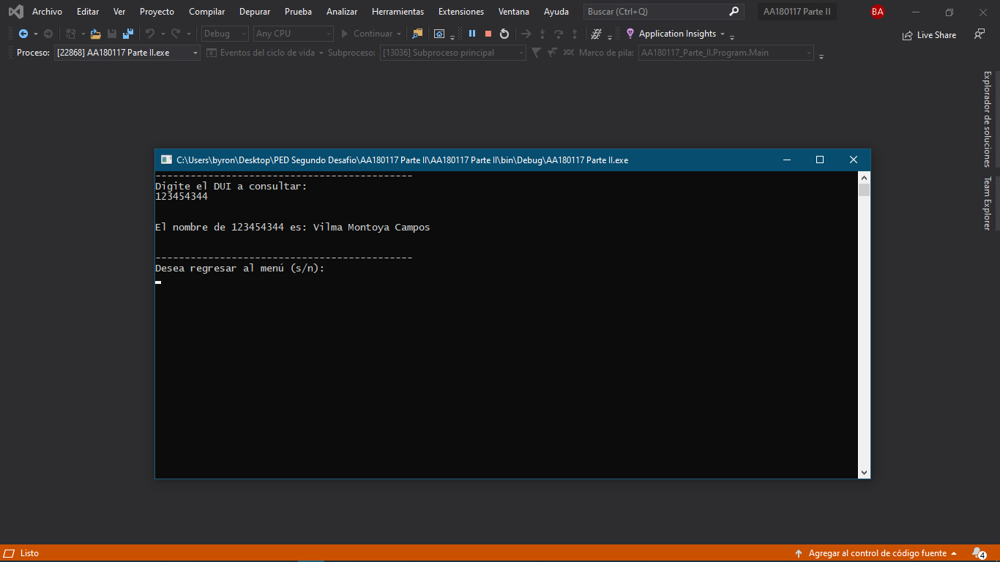 Archivo Editar Ver Proyecto Compilar Depurar Prueba Analizar Herramientas Extensiones Ventana Ayuda Buscar (Ctrl+Q) AA180117 Parte II BA
Debug Any CPU Continuar Application Insights Live Share
Proceso: [22868] AA180117 Parte II.exe Eventos del ciclo de vida Subproceso: [13036] Subproceso principal Marco de pila: AA180117_Parte_II.Program.Main
Explorador de soluciones
Team Explorer
C:\Users\byron\Desktop\PED Segundo Desafio\AA180117 Parte II\AA180117 Parte II\bin\Debug\AA180117 Parte II.exe
--------------------------------------------
Digite el DUI a consultar:
123454344
El nombre de 123454344 es: Vilma Montoya Campos
--------------------------------------------
Desea regresar al menú (s/n):
Listo Agregar al control de código fuente 4